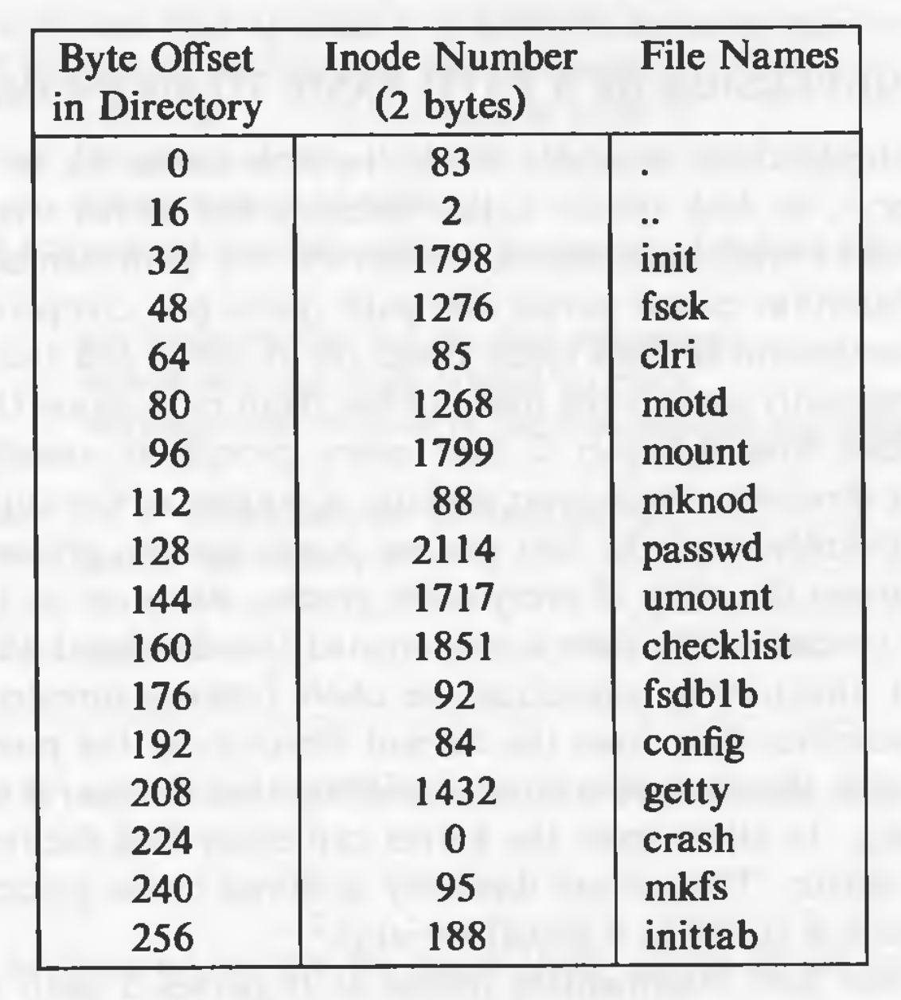 Byte Offset Inode Number File Names
in Directory (2 bytes)
0 83 .
16 2 ..
32 1798 init
48 1276 fsck
64 85 clri
80 1268 motd
96 1799 mount
112 88 mknod
128 2114 passwd
144 1717 umount
160 1851 checklist
176 92 fsdb1b
192 84 config
208 1432 getty
224 0 crash
240 95 mkfs
256 188 inittab